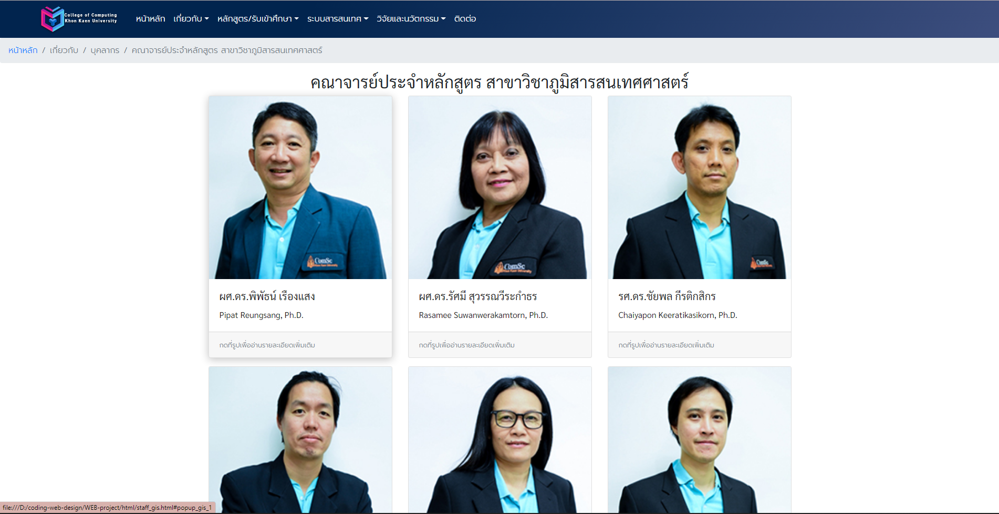 College of Computing
Khon Kaen University
หน้าหลัก เกี่ยวกับ หลักสูตร/รับเข้าศึกษา ระบบสารสนเทศ วิจัยและนวัตกรรม ติดต่อ
หน้าหลัก / เกี่ยวกับ / บุคลากร / คณาจารย์ประจำหลักสูตร สาขาวิชาภูมิสารสนเทศศาสตร์
คณาจารย์ประจำหลักสูตร สาขาวิชาภูมิสารสนเทศศาสตร์
ComSc
ComSc
ComSc
ผศ.ดร.พิพัธน์ เรืองแสง
Pipat Reungsang, Ph.D.
กดที่รูปเพื่ออ่านรายละเอียดเพิ่มเติม
ผศ.ดร.รัศมี สุวรรณวีระกำธร
Rasamee Suwanwerakamtorn, Ph.D.
กดที่รูปเพื่ออ่านรายละเอียดเพิ่มเติม
รศ.ดร.ชัยพล กีรติกสิกร
Chaiyapon Keeratikasikorn, Ph.D.
กดที่รูปเพื่ออ่านรายละเอียดเพิ่มเติม
file:///D:/coding-web-design/WEB-project/html/staff_gis.html#popup_gis_1